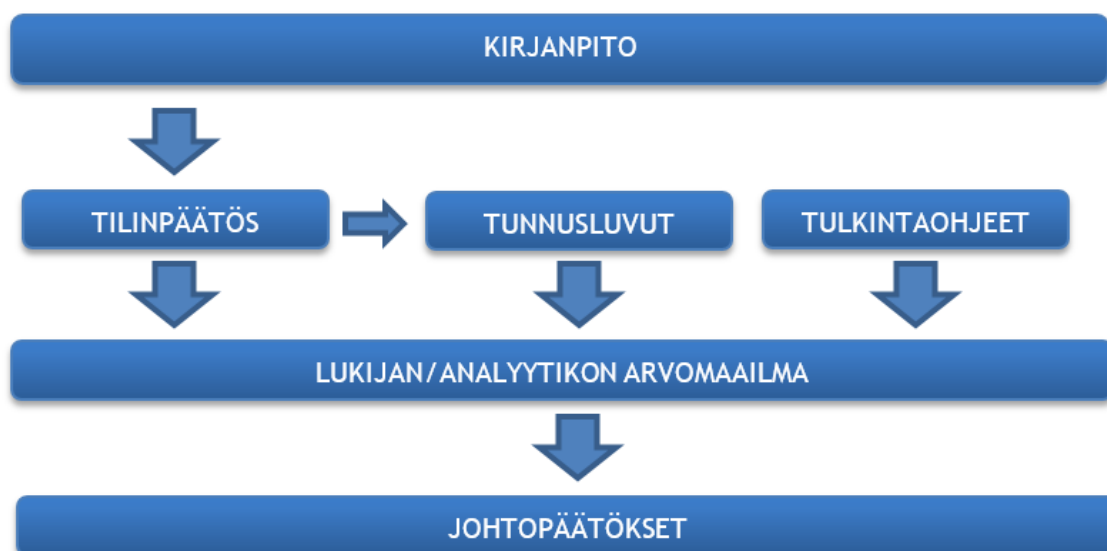 KIRJANPITO
TILINPÄÄTÖS
TUNNUSLUVUT
TULKINTAOHJEET
LUKIJAN/ANALYYTIKON ARVOMAAILMA
JOHTOPÄÄTÖKSET